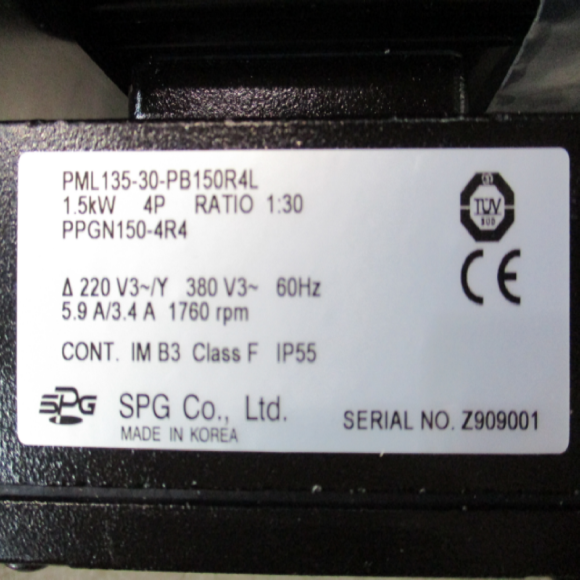 PML135-30-PB150R4L
1.5kW 4P RATIO 1:30
PPGN150-4R4
TÜV
SÜD
Δ 220 V3~/Y 380 V3~ 60Hz
5.9 A/3.4 A 1760 rpm
CE
CONT. IM B3 Class F IP55
SPG SPG Co., Ltd.
MADE IN KOREA
SERIAL NO. Z909001